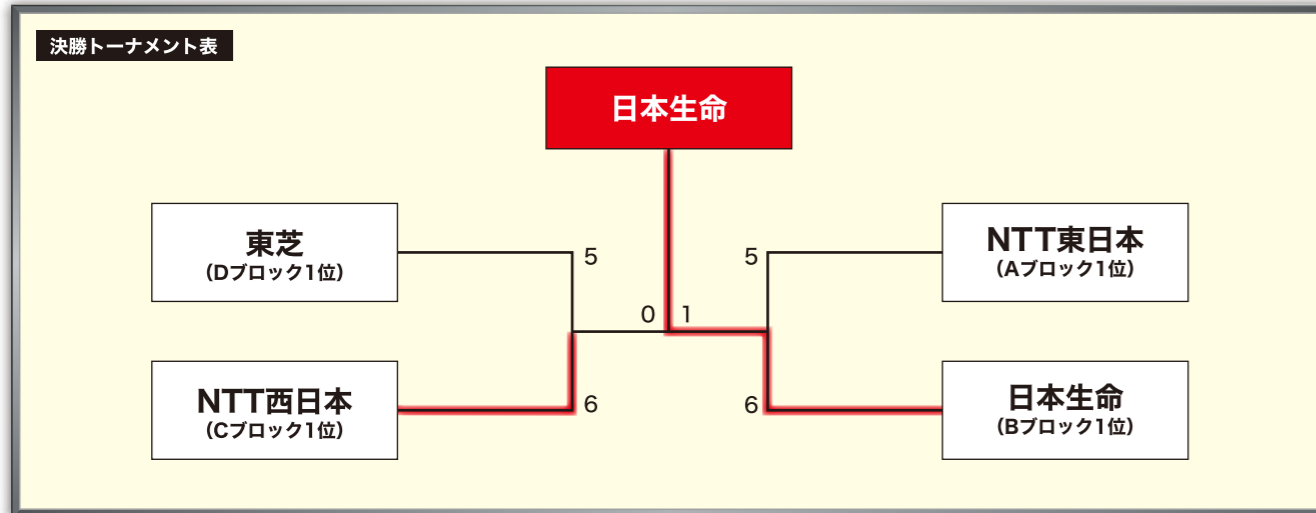 決勝トーナメント表
日本生命
東芝
(Dブロック1位)
5
5
NTT東日本
(Aブロック1位)
0
1
NTT西日本
(Cブロック1位)
6
6
日本生命
(Bブロック1位)